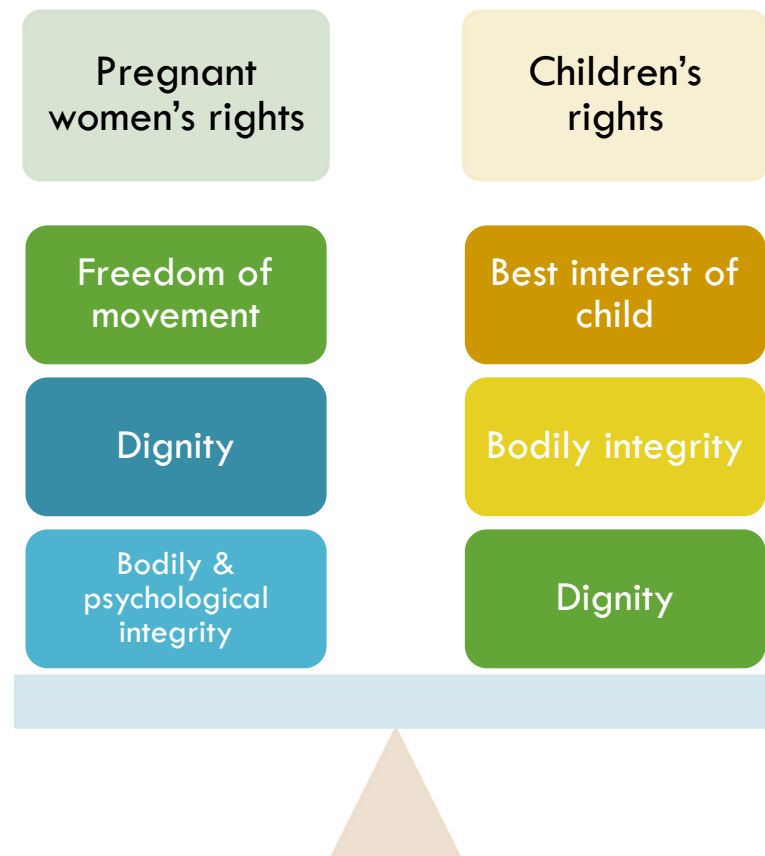 Pregnant
women's rights
Children's
rights
Freedom of
movement
Best interest of
child
Dignity
Bodily integrity
Bodily &
psychological
integrity
Dignity